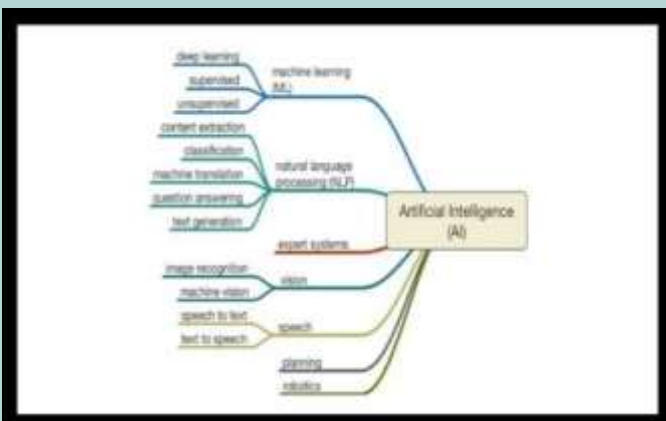 deep learning
supervised
unsupervised
machine learning
(ML)
content extraction
classification
machine translation
question answering
text generation
natural language
processing (NLP)
expert systems
image recognition
machine vision
vision
speech to text
text to speech
speech
planning
robotics
Artificial Intelligence
(AI)